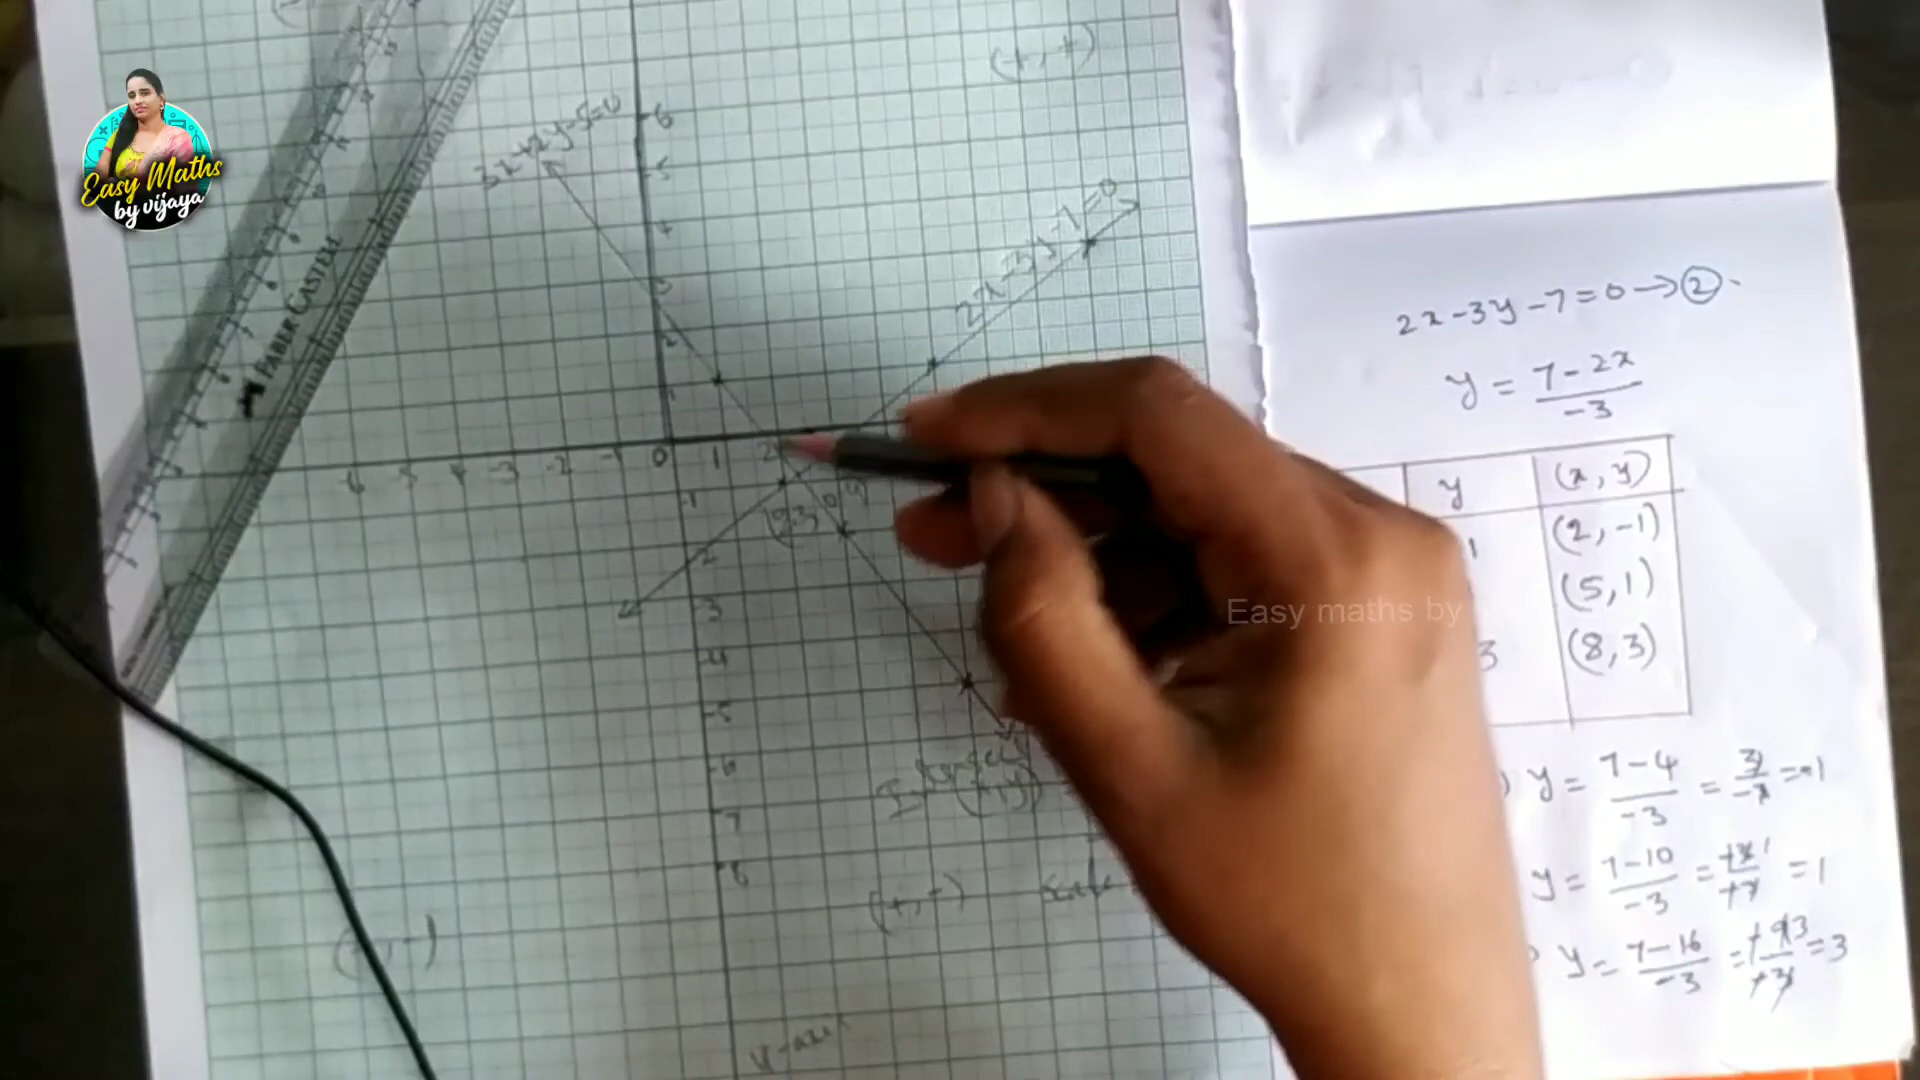 Easy Maths
by vijaya
FABER CASTELL
(+,+)
3x+2y-5=0
2x-3y-7=0
6
5
4
3
2
1
-6 -5 -4 -3 -2 -1 0 1 2
-1
-2
-3
-4
-5
-6
-7
-8
(+,-)
Scale
y-axis
2x-3y-7=0→②.
y = 7-2x/-3
y (x,y)
1 (2,-1)
(5,1)
3 (8,3)
Easy maths by
y = 7-4/-3 = 3/-3 = -1
y = 7-10/-3 = +3/+3 = 1
y = 7-16/-3 = +9/+3 = 3